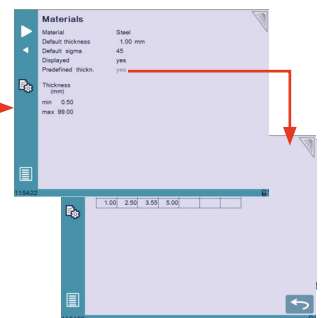 Materials
Material Steel
Default thickness 1.00 mm
Default sigma 45
Displayed yes
Predefined thickn. yes
Thickness
(mm)
min 0.50
max 99.00
11:54:22
1.00 2.50 3.55 5.00